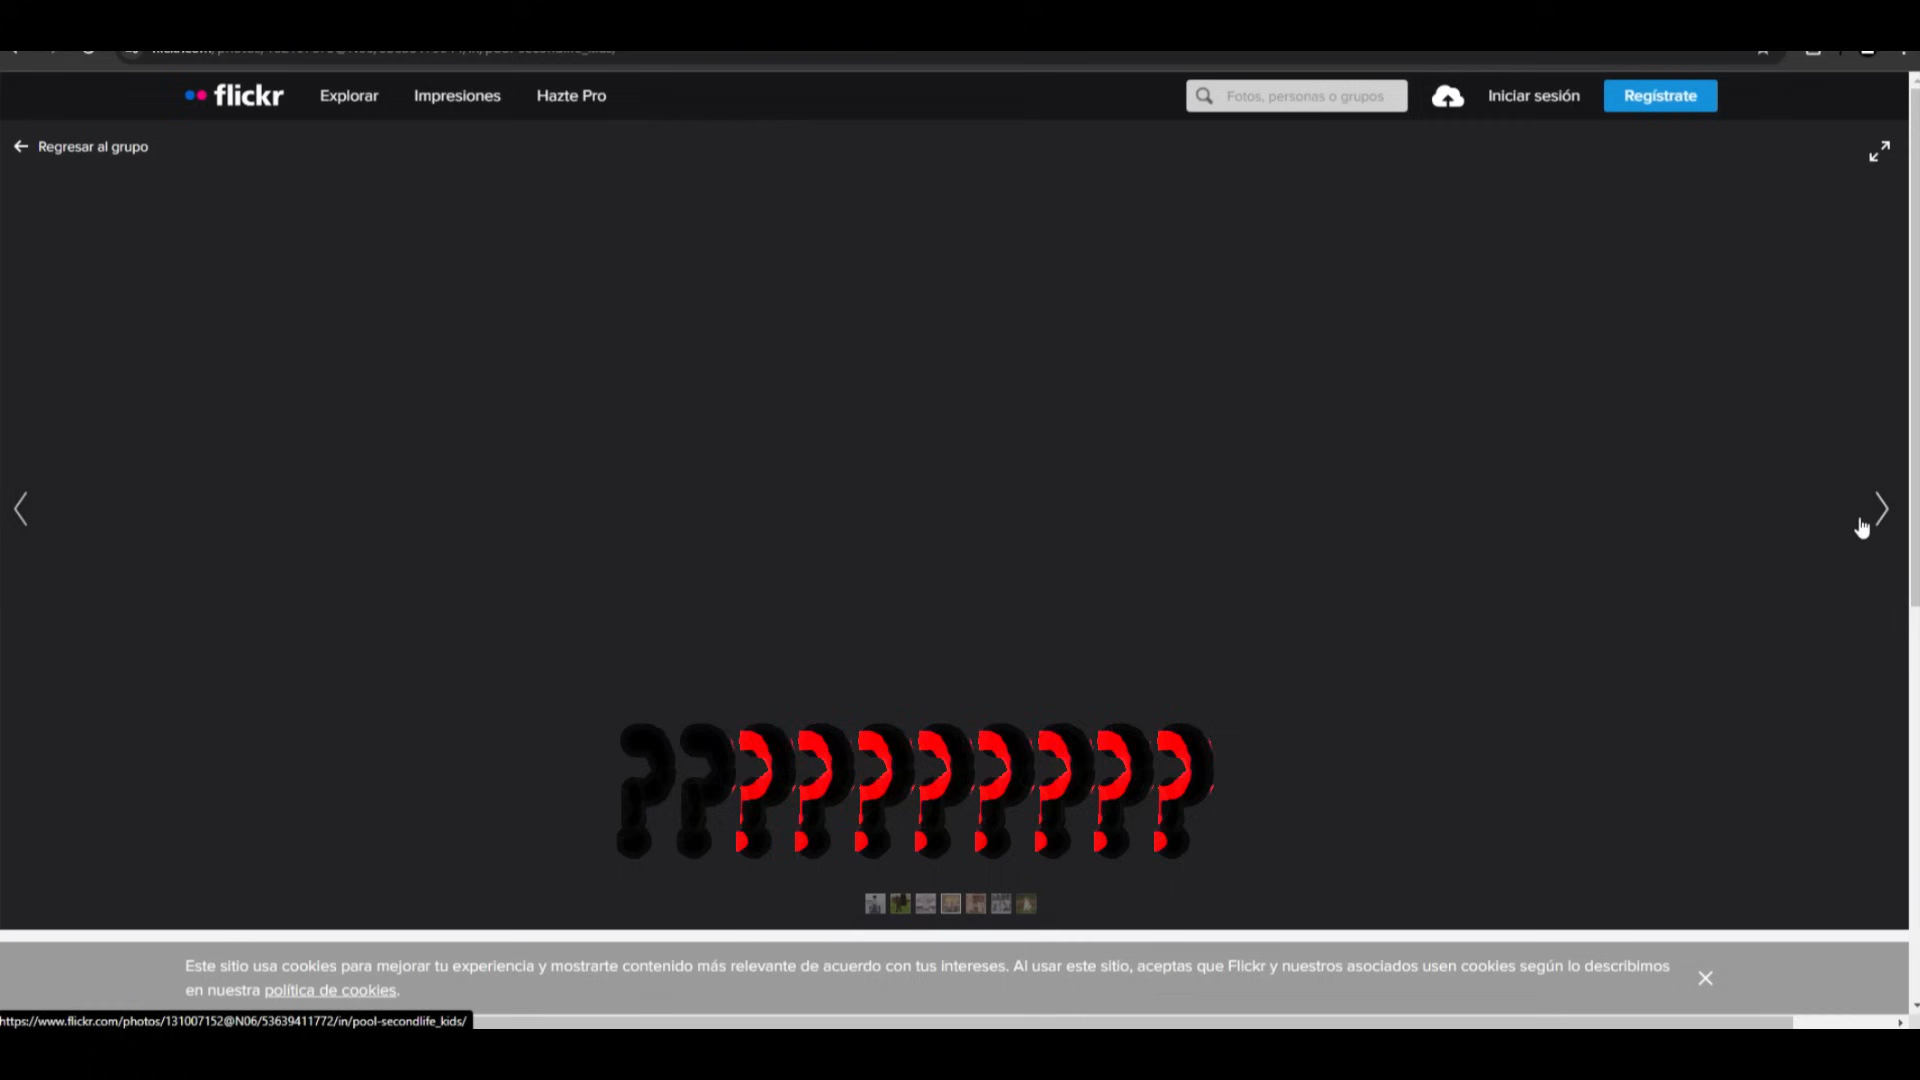 flickr
Explorar
Impresiones
Hazte Pro
Fotos, personas o grupos
Iniciar sesión
Regístrate
Regresar al grupo
??????????
Este sitio usa cookies para mejorar tu experiencia y mostrarte contenido más relevante de acuerdo con tus intereses. Al usar este sitio, aceptas que Flickr y nuestros asociados usen cookies según lo describimos
en nuestra política de cookies.
https://www.flickr.com/photos/131007152@N06/53639411772/in/pool-secondlife_kids/